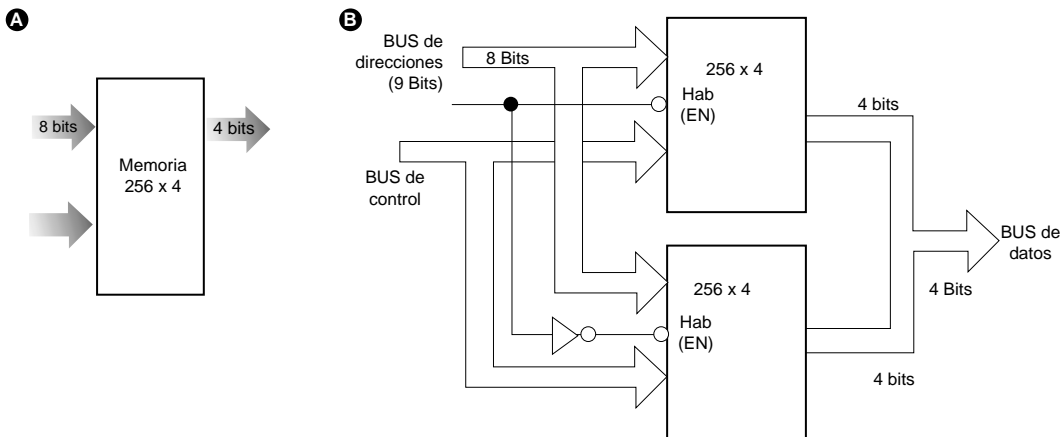 A
8 bits
4 bits
Memoria
256 x 4
B
BUS de
direcciones
(9 Bits)
8 Bits
256 x 4
Hab
(EN)
4 bits
BUS de
control
BUS de
datos
256 x 4
4 Bits
Hab
(EN)
4 bits